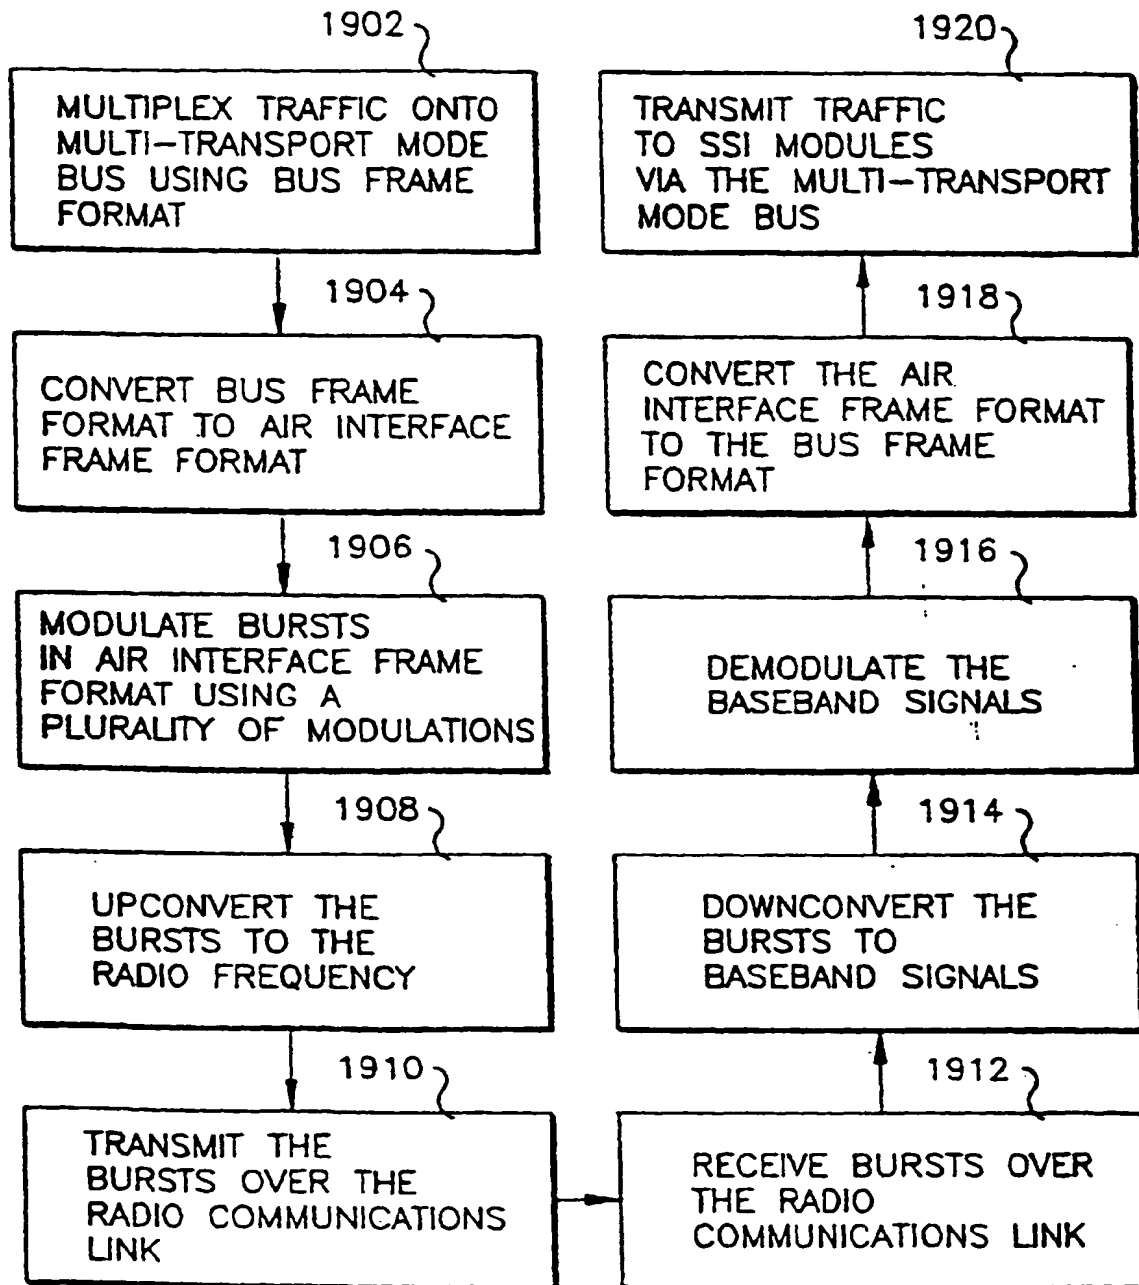 1902
MULTIPLEX TRAFFIC ONTO
MULTI-TRANSPORT MODE
BUS USING BUS FRAME
FORMAT
1904
CONVERT BUS FRAME
FORMAT TO AIR INTERFACE
FRAME FORMAT
1906
MODULATE BURSTS
IN AIR INTERFACE FRAME
FORMAT USING A
PLURALITY OF MODULATIONS
1908
UPCONVERT THE
BURSTS TO THE
RADIO FREQUENCY
1910
TRANSMIT THE
BURSTS OVER THE
RADIO COMMUNICATIONS
LINK
1912
RECEIVE BURSTS OVER
THE RADIO
COMMUNICATIONS LINK
1914
DOWNCONVERT THE
BURSTS TO
BASEBAND SIGNALS
1916
DEMODULATE THE
BASEBAND SIGNALS
1918
CONVERT THE AIR
INTERFACE FRAME FORMAT
TO THE BUS FRAME
FORMAT
1920
TRANSMIT TRAFFIC
TO SSI MODULES
VIA THE MULTI-TRANSPORT
MODE BUS